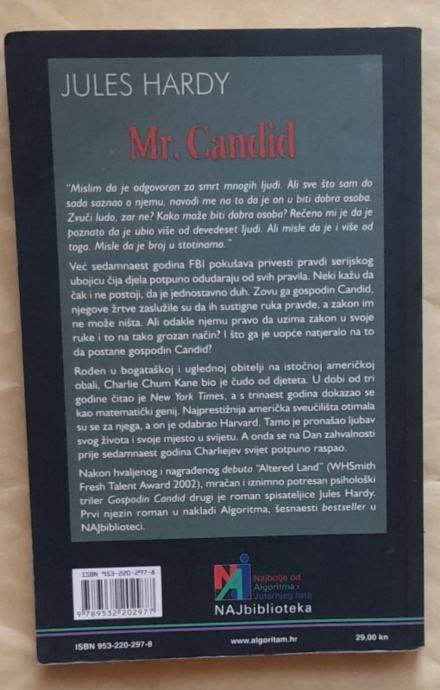 JULES HARDY
Mr. Candid
"Mislim da je odgovoran za smrt mnogih ljudi. Ali sve što sam do
sada saznao o njemu, navodi me na to da je on u biti dobra osoba.
Zvuči ludo, zar ne? Kako može biti dobra osoba? Rečeno mi je da je
poznato da je ubio više od devedeset ljudi. Ali misle da je i više od
toga. Misle da je broj u stotinama."
Već sedamnaest godina FBI pokušava privesti pravdi serijskog
ubojicu čija djela potpuno odudaraju od svih pravila. Neki kažu da
čak i ne postoji, da je jednostavno duh. Zovu ga gospodin Candid,
njegove žrtve zaslužile su da ih sustigne ruka pravde, a zakon im
ne može ništa. Ali odakle njemu pravo da uzima zakon u svoje
ruke i to na tako grozan način? I što ga je uopće natjeralo na to
da postane gospodin Candid?
Rođen u bogataškoj i uglednoj obitelji na istočnoj američkoj
obali, Charlie Chum Kane bio je čudo od djeteta. U dobi od tri
godine čitao je New York Times, a s trinaest godina dokazao se
kao matematički genij. Najprestižnija američka sveučilišta otimala
su se za njega, a on je odabrao Harvard. Tamo je pronašao ljubav
svog života i svoje mjesto u svijetu. A onda se na Dan zahvalnosti
prije sedamnaest godina Charliejev svijet potpuno raspao.
Nakon hvaljenog i nagrađenog debuta "Altered Land" (WHSmith
Fresh Talent Award 2002), mračan i iznimno potresan psihološki
triler Gospodin Candid drugi je roman spisateljice Jules Hardy.
Prvi njezin roman u nakladi Algoritma, šesnaesti bestseller u
NAJbiblioteci.
ISBN 953-220-297-8
9 789532 202977
NAJ
Najbolje od
Algoritma i
Jutarnjeg lista
NAJbiblioteka
ISBN 953-220-297-8
www.algoritam.hr
29,00 kn